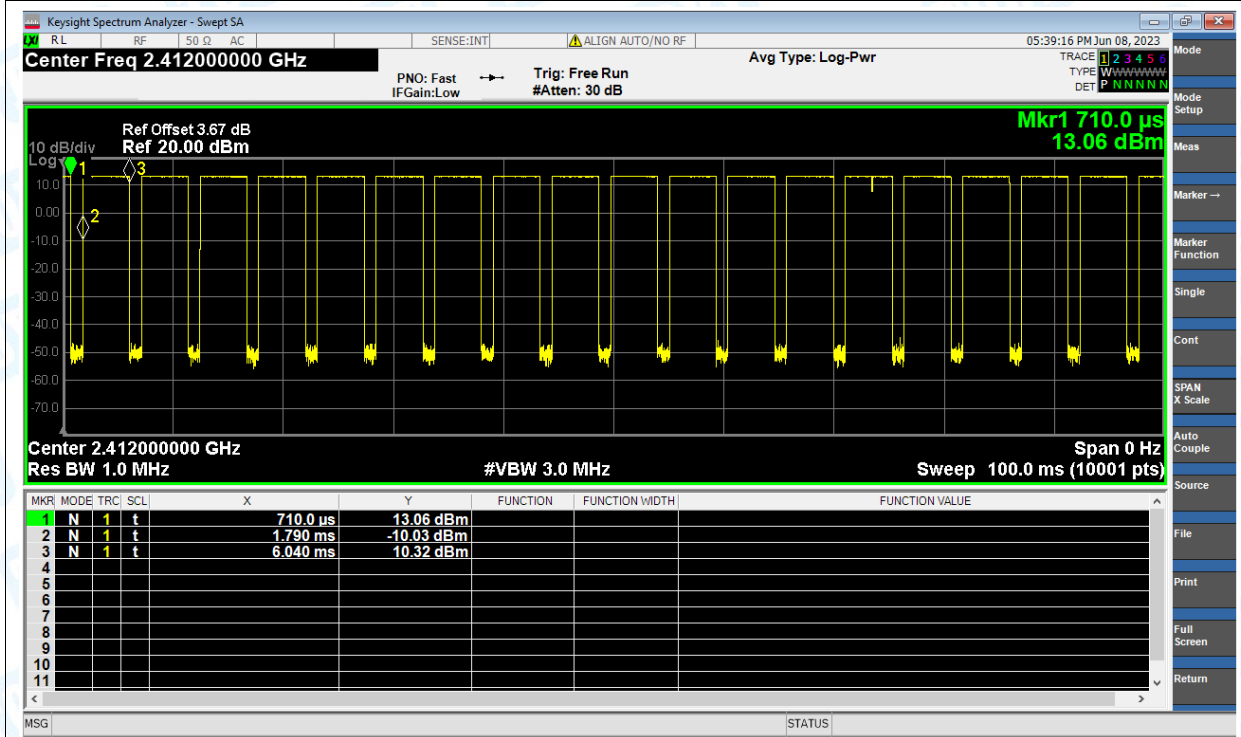 Keysight Spectrum Analyzer - Swept SA
LXI RL RF 50 Ω AC SENSE:INT ALIGN AUTO/NO RF 05:39:16 PM Jun 08, 2023
Center Freq 2.412000000 GHz
Avg Type: Log-Pwr
TRACE 1 2 3 4 5 6
TYPE WWWWWW
DET P N N N N N
PNO: Fast
IFGain:Low
Trig: Free Run
#Atten: 30 dB
Mkr1 710.0 µs
13.06 dBm
Ref Offset 3.67 dB
10 dB/div Ref 20.00 dBm
Log
1
3
2
10.0
0.00
-10.0
-20.0
-30.0
-40.0
-50.0
-60.0
-70.0
Center 2.412000000 GHz Span 0 Hz
Res BW 1.0 MHz #VBW 3.0 MHz Sweep 100.0 ms (10001 pts)
MKR MODE TRC SCL X Y FUNCTION FUNCTION WIDTH FUNCTION VALUE
1 N 1 t 710.0 µs 13.06 dBm
2 N 1 t 1.790 ms -10.03 dBm
3 N 1 t 6.040 ms 10.32 dBm
4
5
6
7
8
9
10
11
MSG STATUS
Mode
Mode
Setup
Meas
Marker →
Marker
Function
Single
Cont
SPAN
X Scale
Auto
Couple
Source
File
Print
Full
Screen
Return